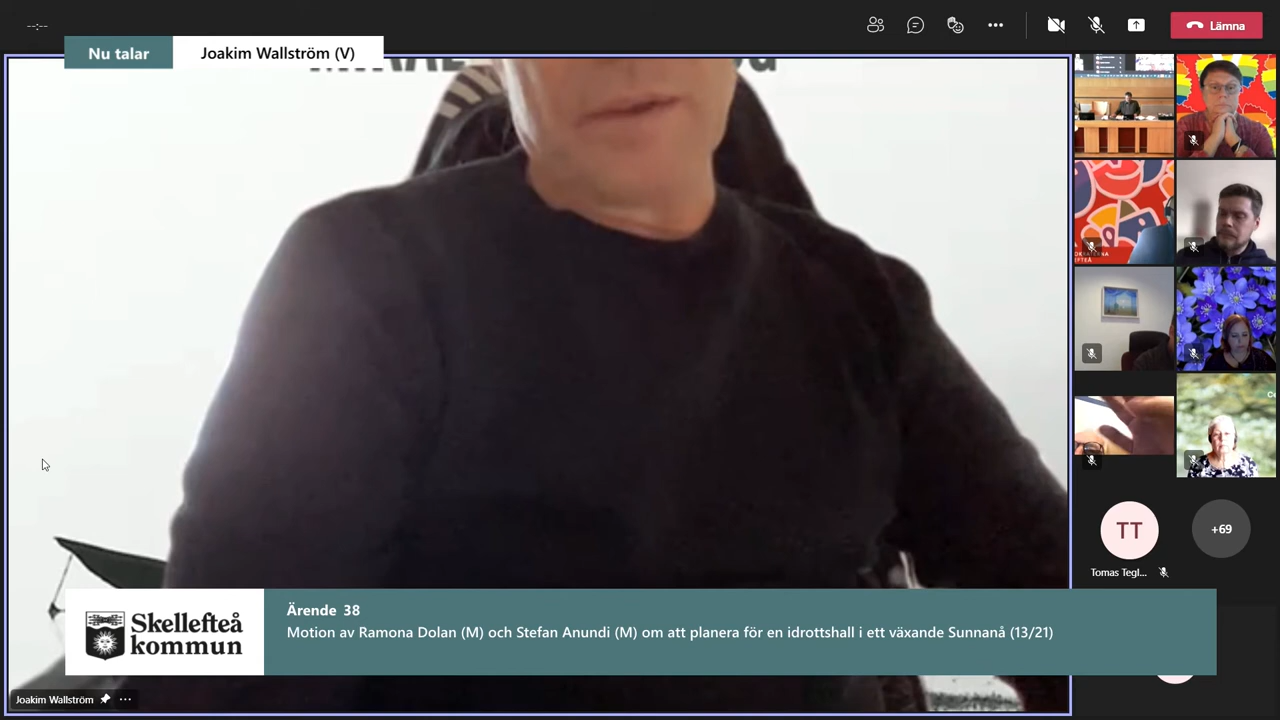 --:--
Lämna
Nu talar
Joakim Wallström (V)
TT
+69
Tomas Tegl...
Skellefteå
kommun
Ärende 38
Motion av Ramona Dolan (M) och Stefan Anundi (M) om att planera för en idrottshall i ett växande Sunnanå (13/21)
Joakim Wallström